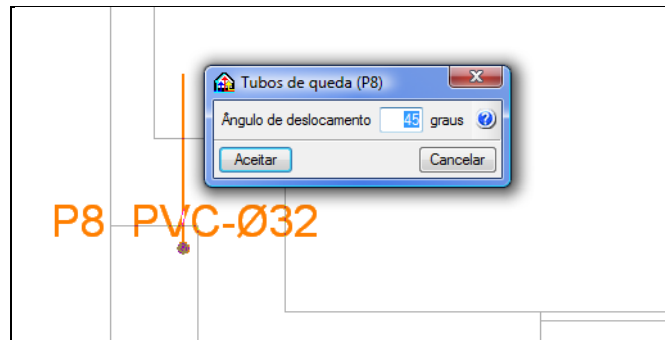 Tubos de queda (P8)
Ângulo de deslocamento 45 graus
Aceitar Cancelar
P8 PVC-Ø32